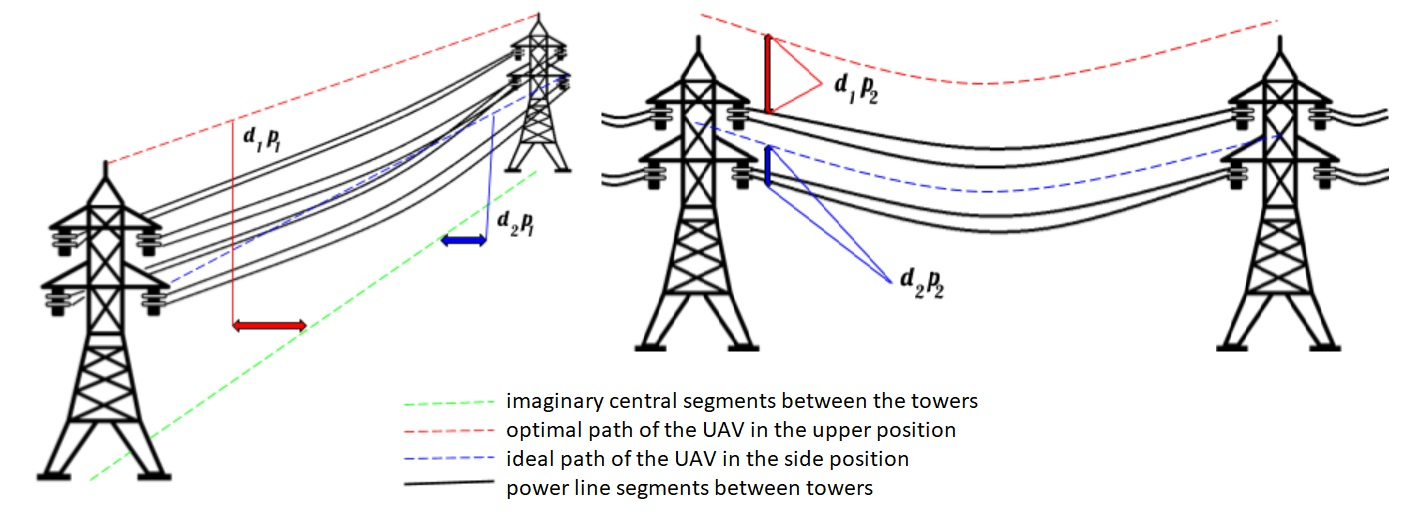 d₁p₁
d₂p₁
d₁p₂
d₂p₂
imaginary central segments between the towers
optimal path of the UAV in the upper position
ideal path of the UAV in the side position
power line segments between towers